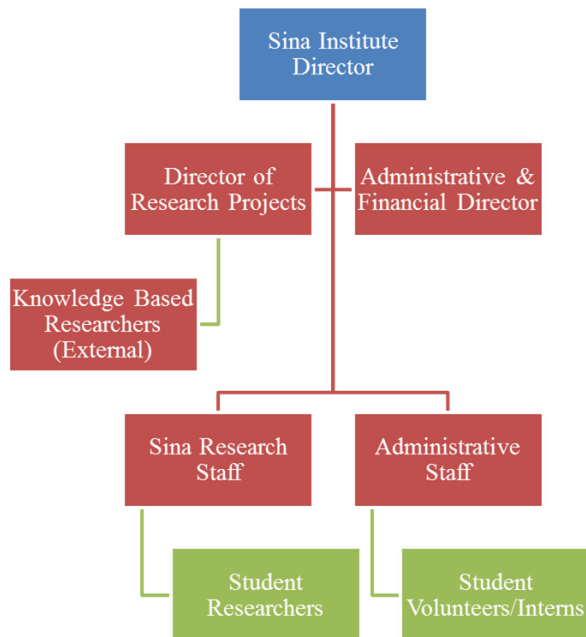 Sina Institute
Director
Director of
Research Projects
Administrative &
Financial Director
Knowledge Based
Researchers
(External)
Sina Research
Staff
Administrative
Staff
Student
Researchers
Student
Volunteers/Interns